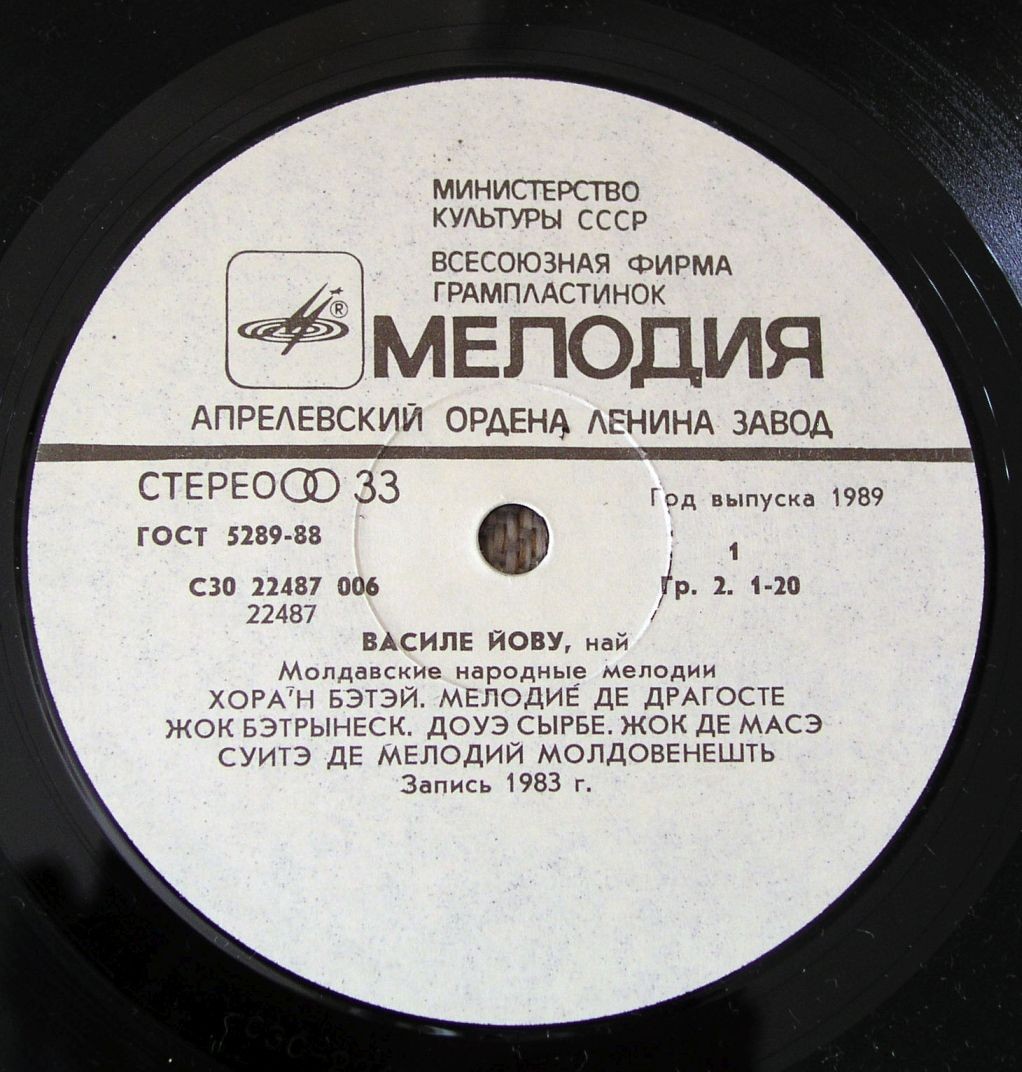 МИНИСТЕРСТВО
КУЛЬТУРЫ СССР
ВСЕСОЮЗНАЯ ФИРМА
ГРАМПЛАСТИНОК
®
МЕЛОДИЯ
АПРЕЛЕВСКИЙ ОРДЕНА ЛЕНИНА ЗАВОД
СТЕРЕО 33
Год выпуска 1989
ГОСТ 5289-88
1
С30 22487 006
Гр. 2. 1-20
22487
ВАСИЛЕ ЙОВУ, най
Молдавские народные мелодии
ХОРА'Н БЭТЭЙ. МЕЛОДИЕ ДЕ ДРАГОСТЕ
ЖОК БЭТРЫНЕСК. ДОУЭ СЫРБЕ. ЖОК ДЕ МАСЭ
СУИТЭ ДЕ МЕЛОДИЙ МОЛДОВЕНЕШТЬ
Запись 1983 г.